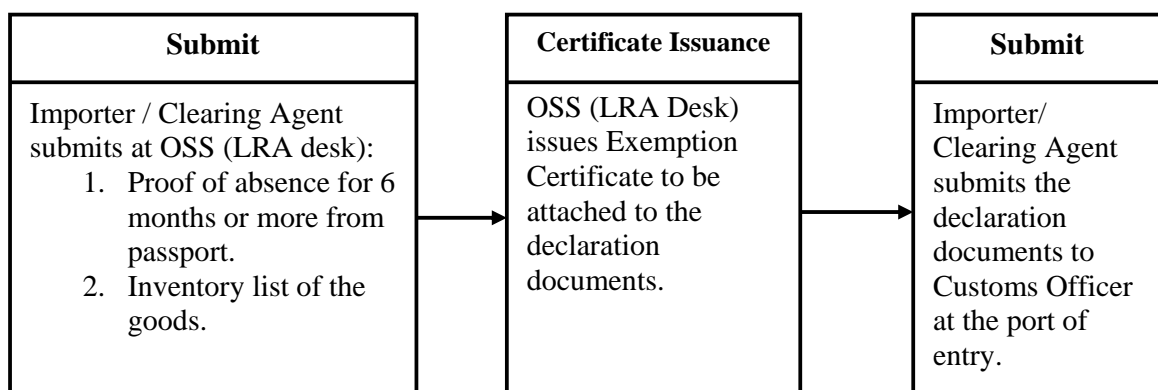 Submit
Importer / Clearing Agent
submits at OSS (LRA desk):
1. Proof of absence for 6
months or more from
passport.
2. Inventory list of the
goods.
Certificate Issuance
OSS (LRA Desk)
issues Exemption
Certificate to be
attached to the
declaration
documents.
Submit
Importer/
Clearing Agent
submits the
declaration
documents to
Customs Officer
at the port of
entry.